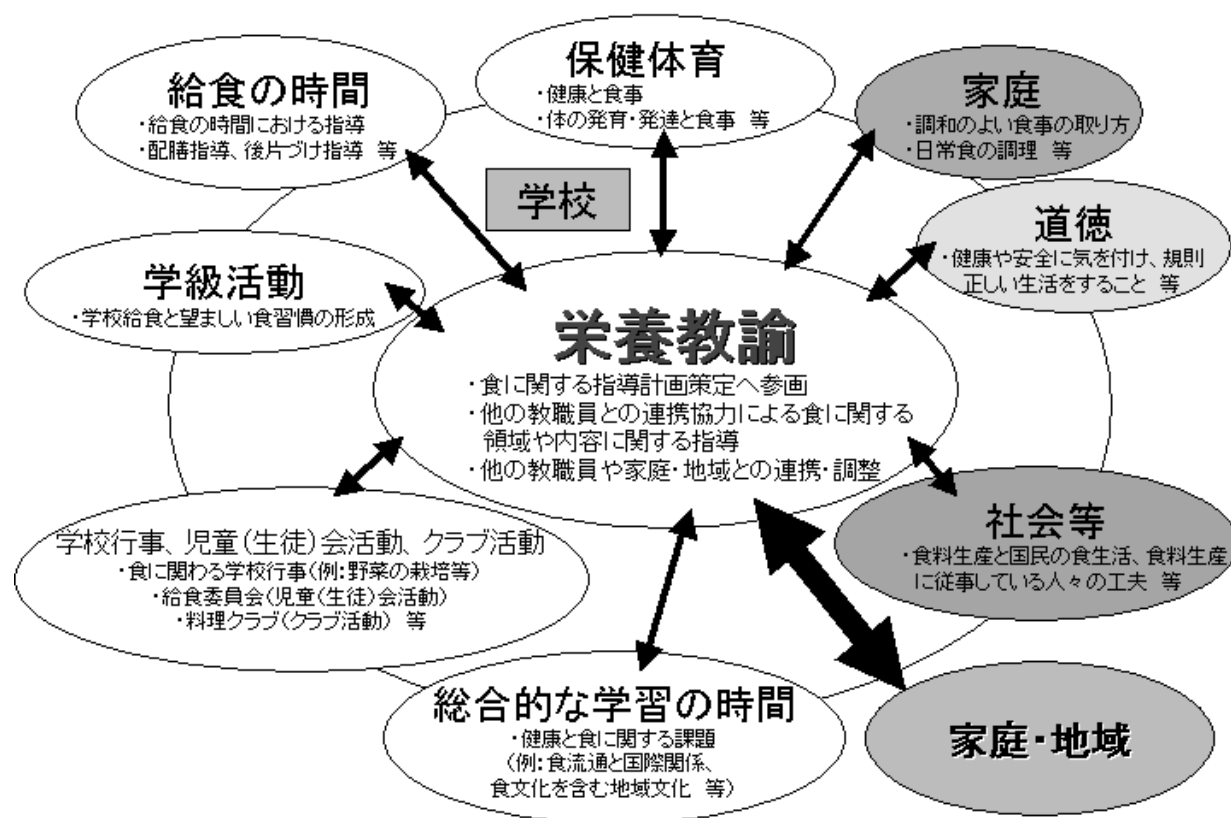 保健体育
・健康と食事
・体の発育・発達と食事 等
給食の時間
・給食の時間における指導
・配膳指導、後片づけ指導 等
家庭
・調和のよい食事の取り方
・日常食の調理 等
学校
道徳
・健康や安全に気を付け、規則
正しい生活をすること 等
学級活動
・学校給食と望ましい食習慣の形成
栄養教諭
・食に関する指導計画策定へ参画
・他の教職員との連携協力による食に関する
領域や内容に関する指導
・他の教職員や家庭・地域との連携・調整
社会等
・食料生産と国民の食生活、食料生産
に従事している人々の工夫 等
学校行事、児童(生徒)会活動、クラブ活動
・食に関わる学校行事(例:野菜の栽培等)
・給食委員会(児童(生徒)会活動)
・料理クラブ(クラブ活動) 等
総合的な学習の時間
・健康と食に関する課題
(例:食流通と国際関係、
食文化を含む地域文化 等)
家庭・地域